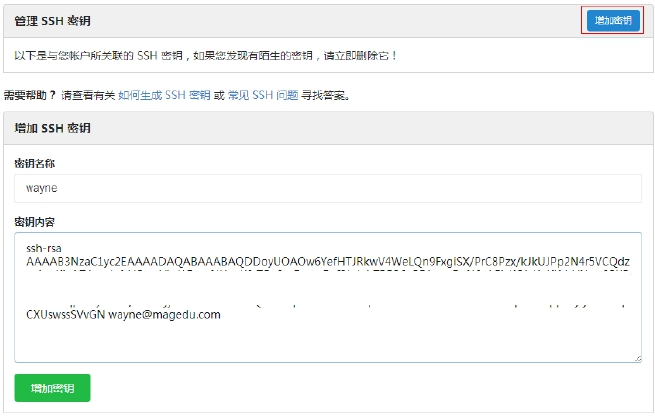 管理 SSH 密钥
增加密钥
以下是与您帐户所关联的 SSH 密钥，如果您发现有陌生的密钥，请立即删除它！
需要帮助？ 请查看有关 如何生成 SSH 密钥 或 常见 SSH 问题 寻找答案。
增加 SSH 密钥
密钥名称
wayne
密钥内容
ssh-rsa
AAAAB3NzaC1yc2EAAAADAQABAAABAQDDoyUOAOw6YefHTJRkwV4WeLQn9FxgISX/PrC8Pzx/kJkUJPp2N4r5VCQdz
CXUswssSVvGN wayne@magedu.com
增加密钥